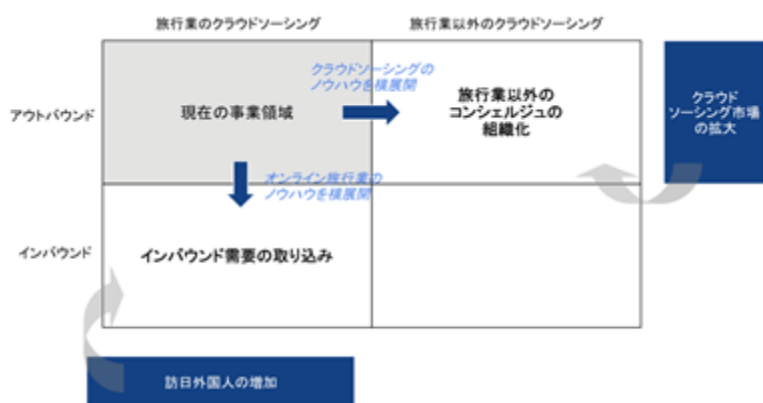 旅行業のクラウドソーシング
旅行業以外のクラウドソーシング
アウトバウンド
現在の事業領域
クラウドソーシングの
ノウハウを横展開
旅行業以外の
コンシェルジュの
組織化
クラウド
ソーシング市場
の拡大
オンライン旅行業の
ノウハウを横展開
インバウンド
インバウンド需要の取り込み
訪日外国人の増加